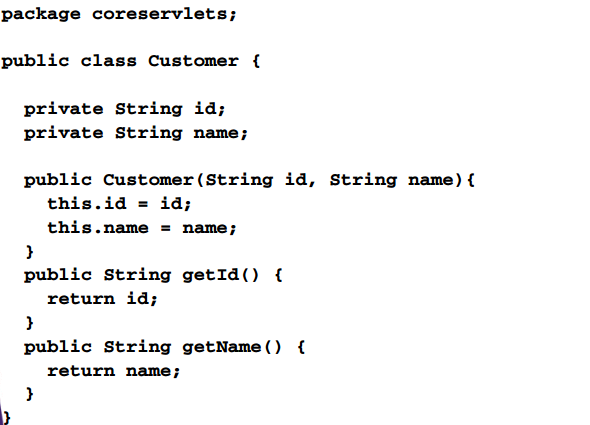 package coreservlets;
public class Customer {
private String id;
private String name;
public Customer(String id, String name){
this.id = id;
this.name = name;
}
public String getId() {
return id;
}
public String getName() {
return name;
}
}